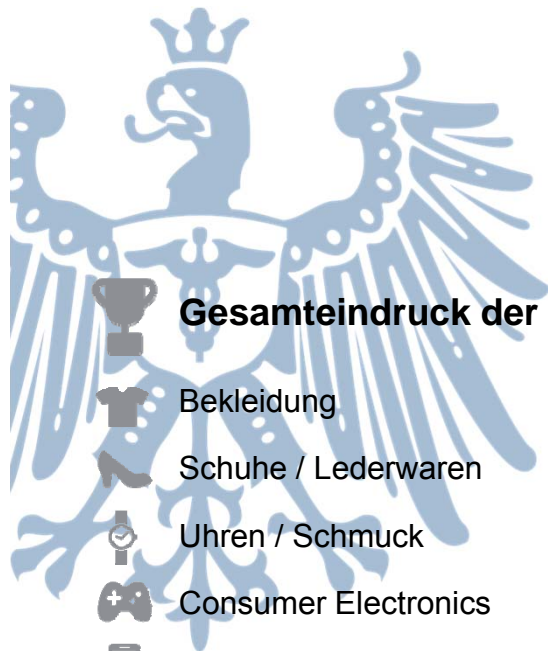 Gesamteindruck der
Bekleidung
Schuhe / Lederwaren
Uhren / Schmuck
Consumer Electronics